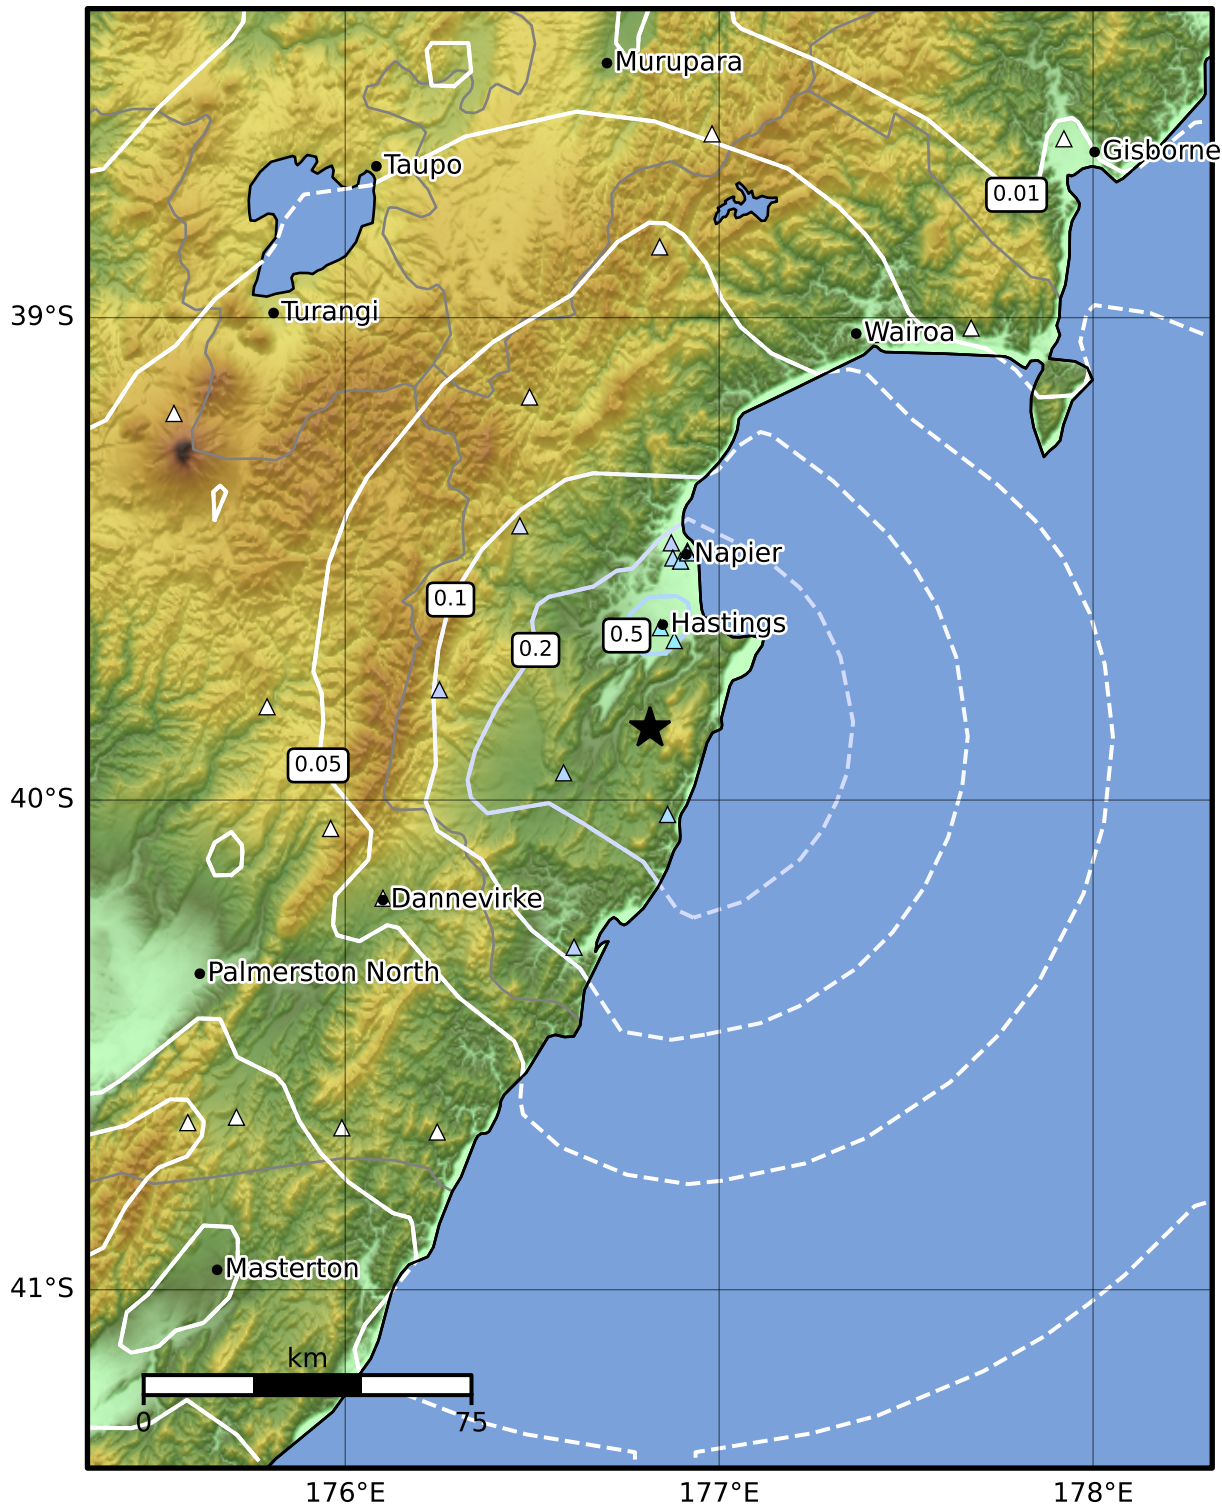 Murupara
Gisborne
Taupo
0.01
Turangi
39°S
Wairoa
Napier
0.1
Hastings
0.5
0.2
0.05
40°S
Dannevirke
Palmerston North
Masterton
41°S
km
0
75
176°E
177°E
178°E